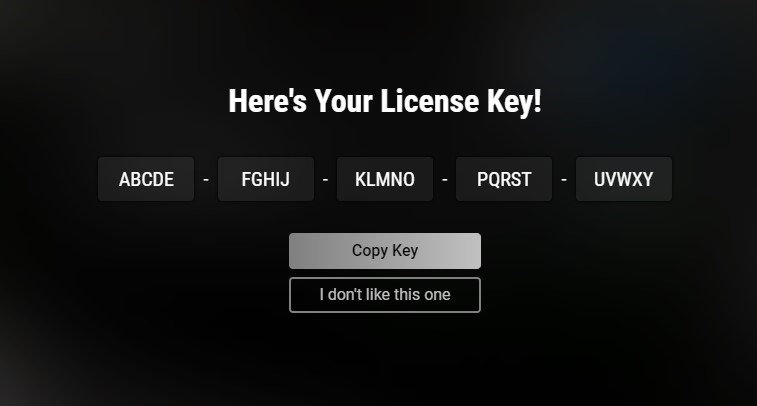 Here's Your License Key!
ABCDE - FGHIJ - KLMNO - PQRST - UVWXY
Copy Key
I don't like this one